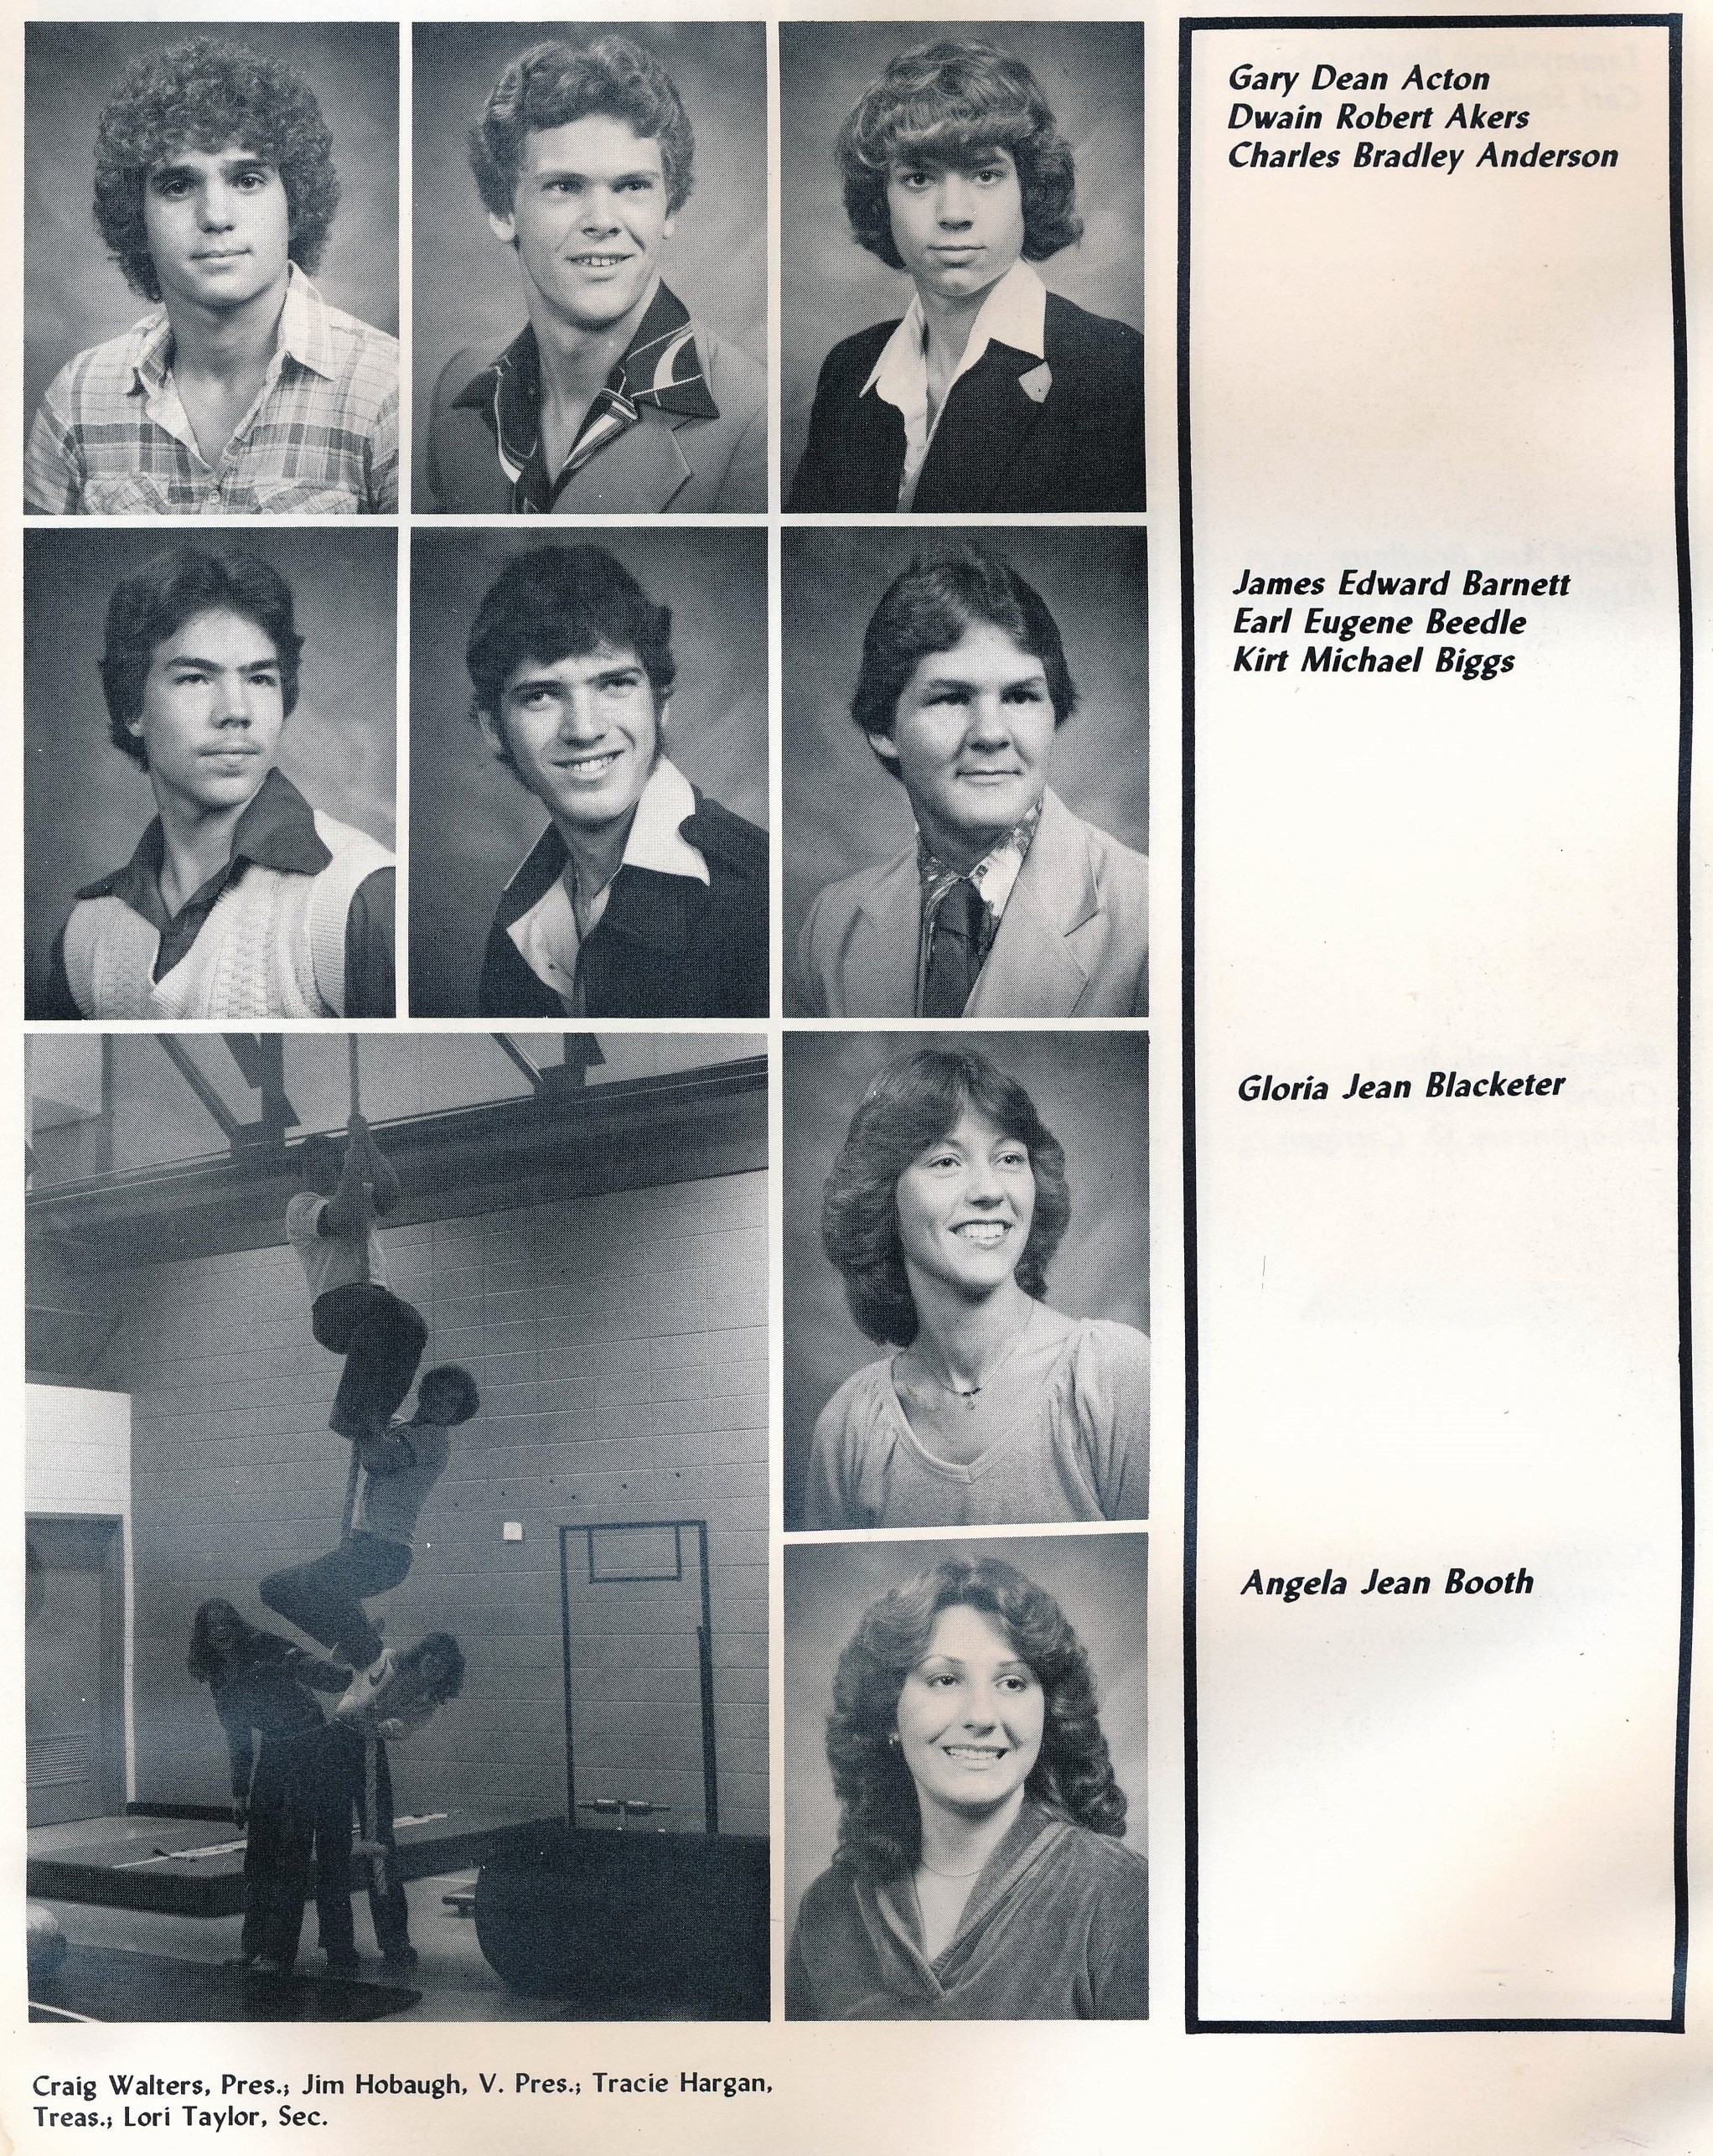 Gary Dean Acton
Dwain Robert Akers
Charles Bradley Anderson
James Edward Barnett
Earl Eugene Beedle
Kirt Michael Biggs
Gloria Jean Blacketer
Angela Jean Booth
Craig Walters, Pres.; Jim Hobaugh, V. Pres.; Tracie Hargan,
Treas.; Lori Taylor, Sec.